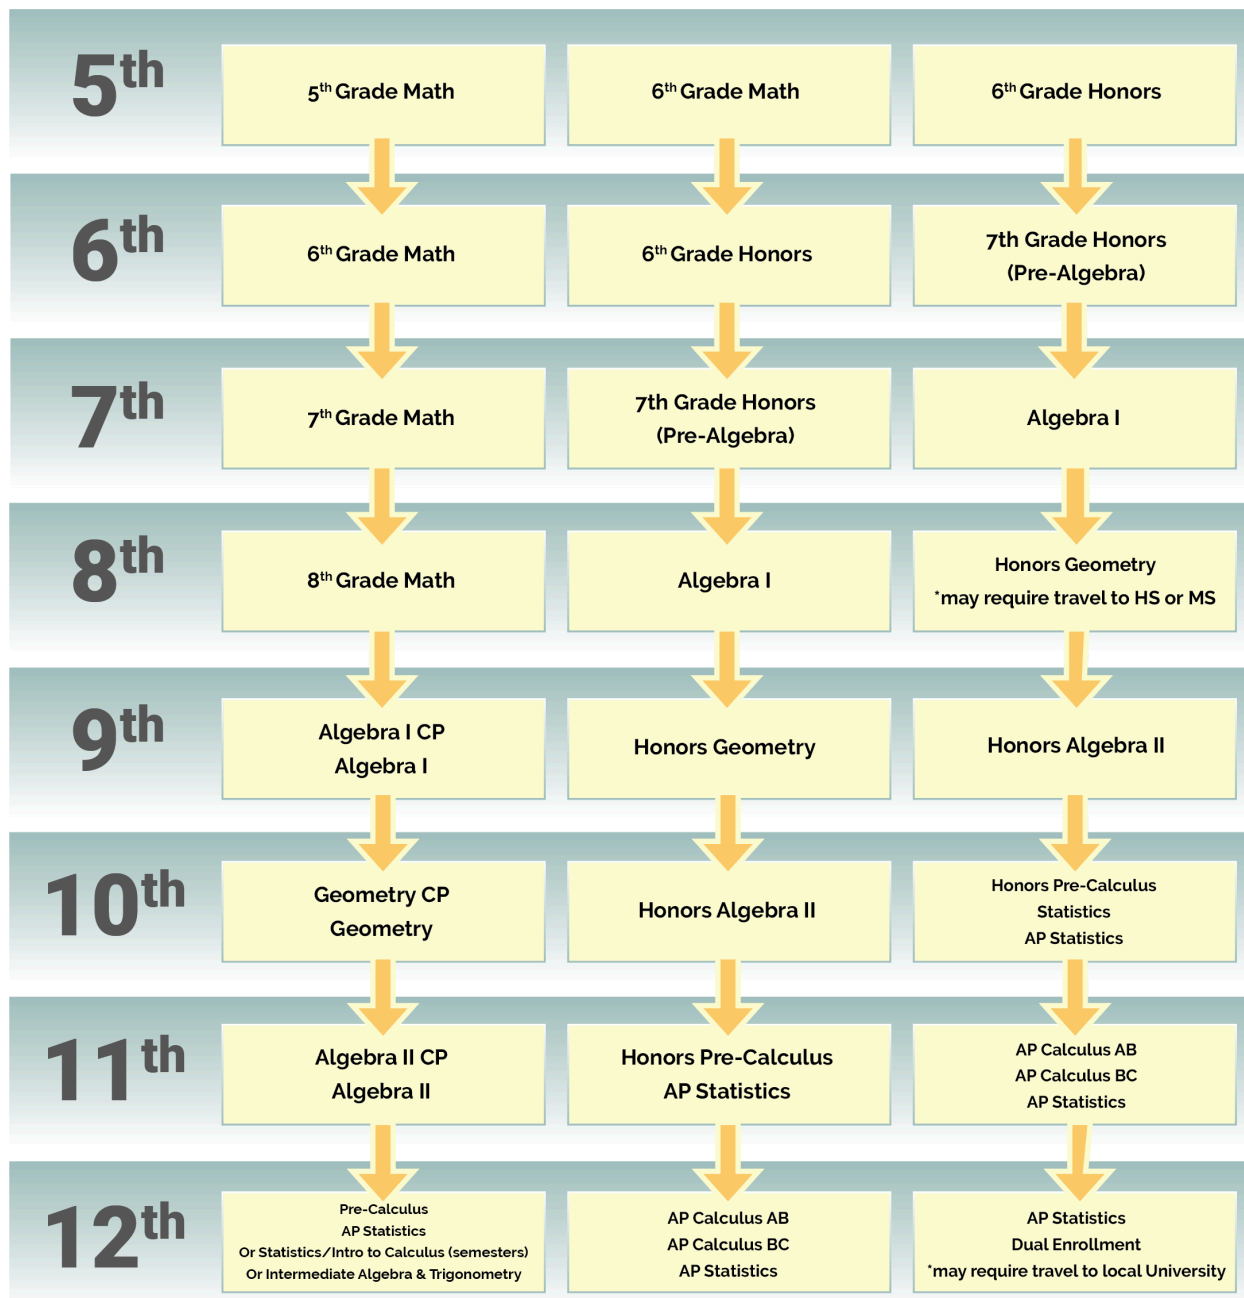 5th
5th Grade Math
6th Grade Math
6th Grade Honors
6th
6th Grade Math
6th Grade Honors
7th Grade Honors
(Pre-Algebra)
7th
7th Grade Math
7th Grade Honors
(Pre-Algebra)
Algebra I
8th
8th Grade Math
Algebra I
Honors Geometry
*may require travel to HS or MS
9th
Algebra I CP
Algebra I
Honors Geometry
Honors Algebra II
10th
Geometry CP
Geometry
Honors Algebra II
Honors Pre-Calculus
Statistics
AP Statistics
11th
Algebra II CP
Algebra II
Honors Pre-Calculus
AP Statistics
AP Calculus AB
AP Calculus BC
AP Statistics
12th
Pre-Calculus
AP Statistics
Or Statistics/Intro to Calculus (semesters)
Or Intermediate Algebra & Trigonometry
AP Calculus AB
AP Calculus BC
AP Statistics
AP Statistics
Dual Enrollment
*may require travel to local University